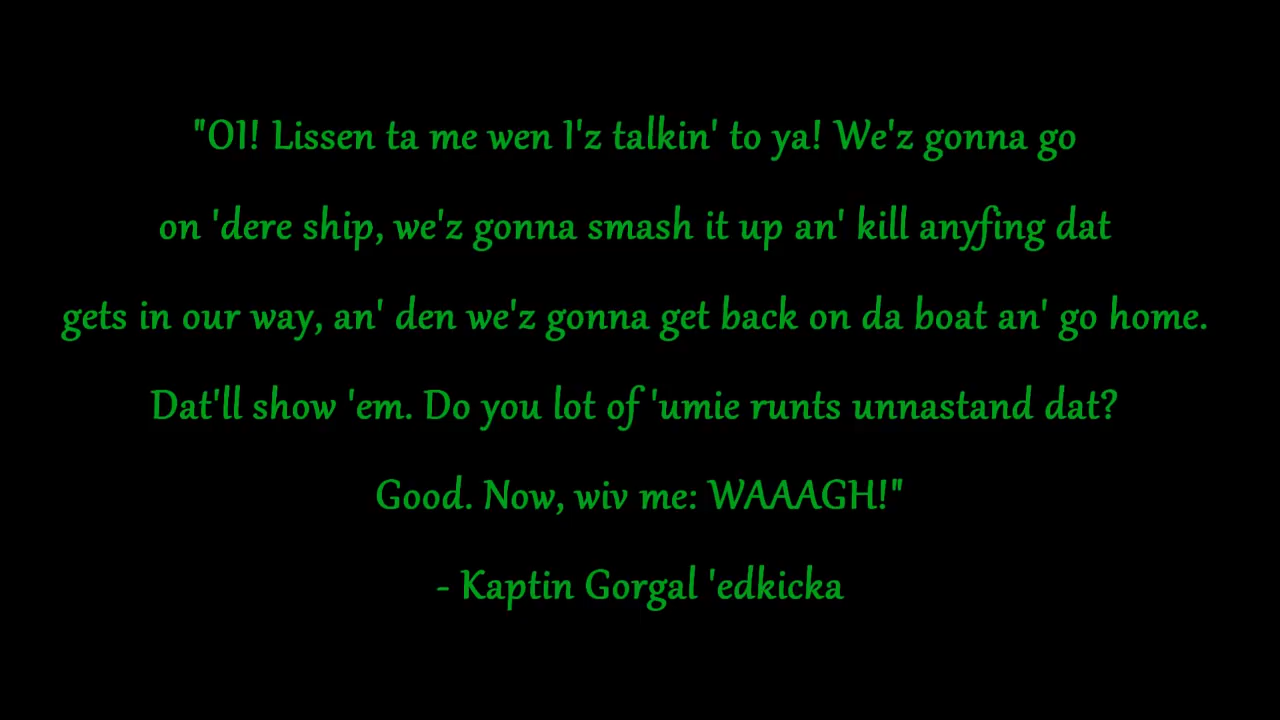 "OI! Lissen ta me wen I'z talkin' to ya! We'z gonna go
on 'dere ship, we'z gonna smash it up an' kill anyfing dat
gets in our way, an' den we'z gonna get back on da boat an' go home.
Dat'll show 'em. Do you lot of 'umie runts unnastand dat?
Good. Now, wiv me: WAAAGH!"
- Kaptin Gorgal 'edkicka